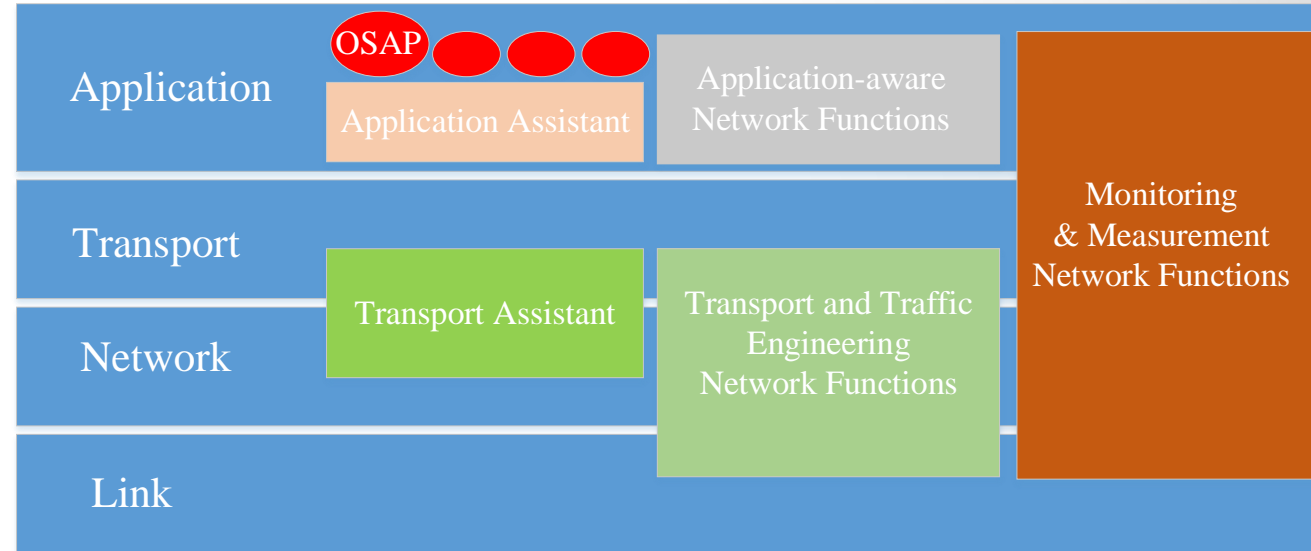 Application
OSAP
Application Assistant
Application-aware
Network Functions
Monitoring
& Measurement
Network Functions
Transport
Transport Assistant
Transport and Traffic
Engineering
Network Functions
Network
Link